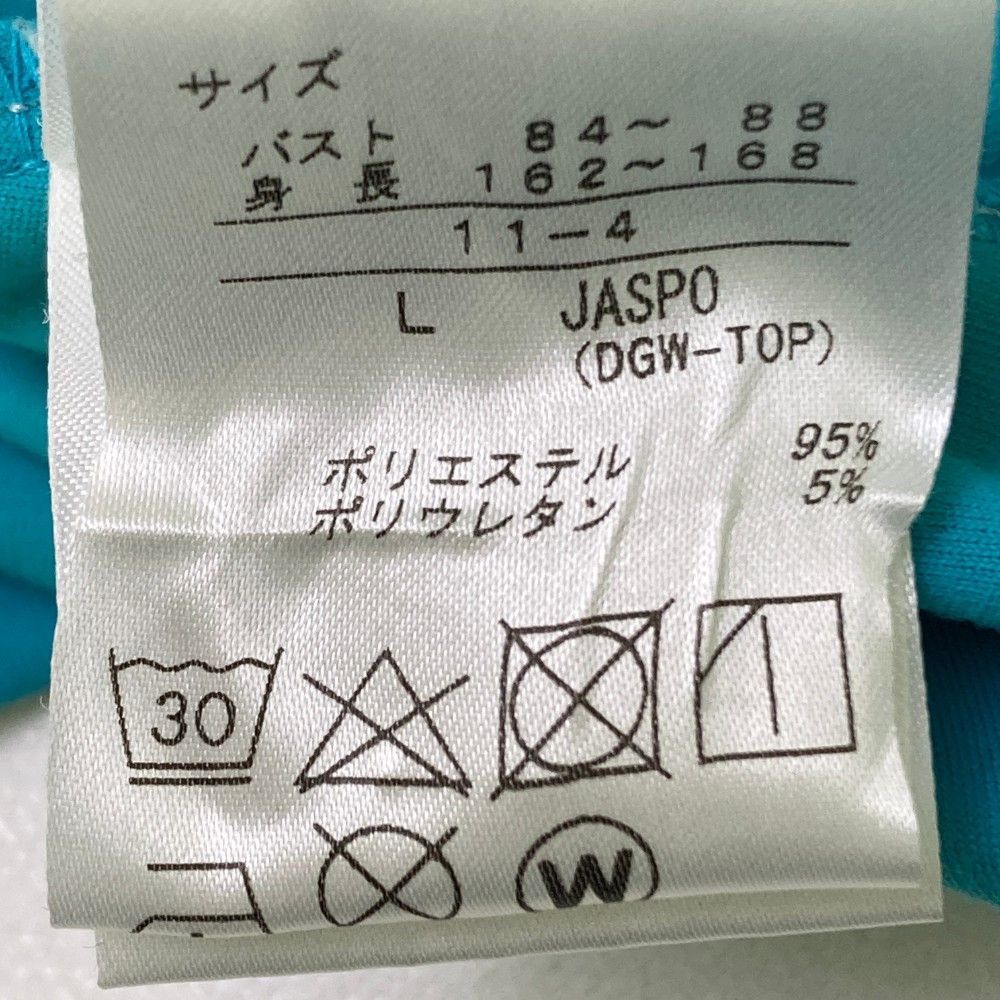 サイズ
バスト 84～88
身長 162～168
11-4
L JASPO
(DGW-TOP)
ポリエステル 95%
ポリウレタン 5%
30
W